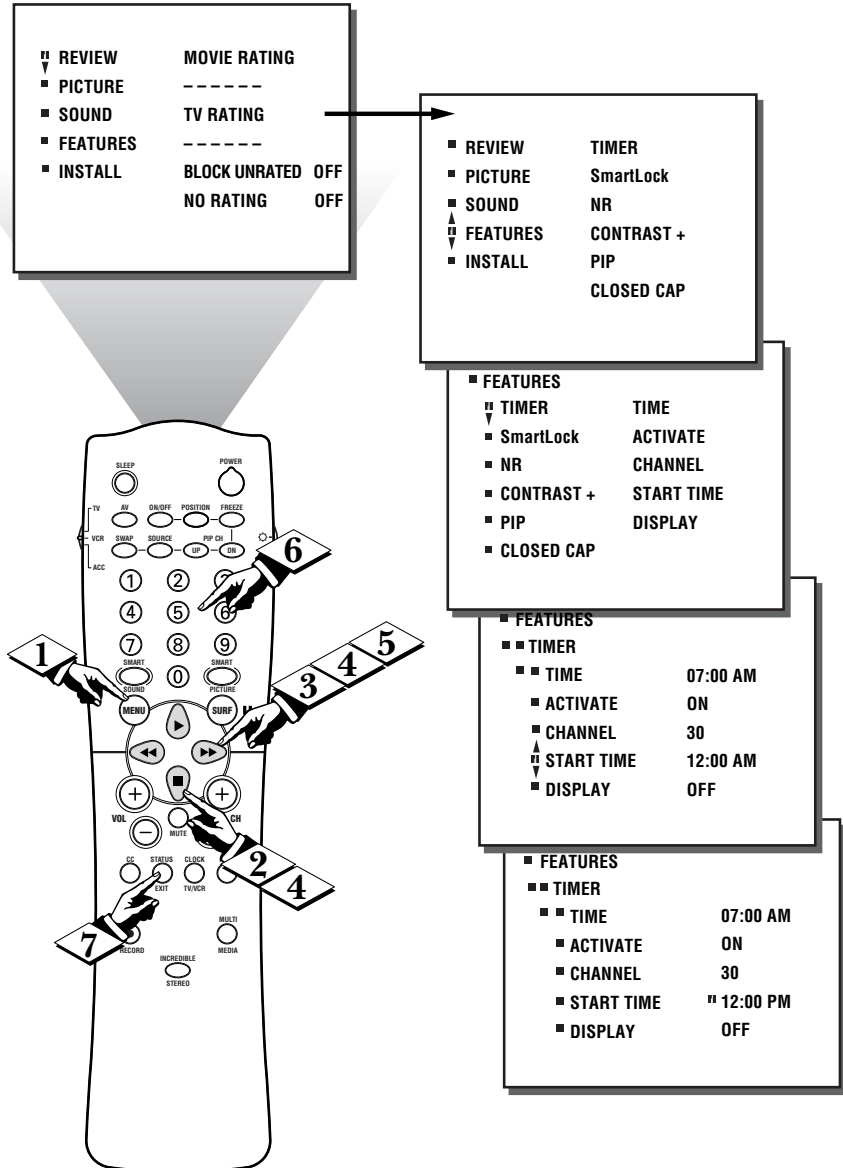 REVIEW MOVIE RATING
PICTURE – – – – – –
SOUND TV RATING
FEATURES – – – – – –
INSTALL BLOCK UNRATED OFF
NO RATING OFF
REVIEW TIMER
PICTURE SmartLock
SOUND NR
FEATURES CONTRAST +
INSTALL PIP
CLOSED CAP
FEATURES
TIMER TIME
SmartLock ACTIVATE
NR CHANNEL
CONTRAST + START TIME
PIP DISPLAY
CLOSED CAP
FEATURES
TIMER
TIME 07:00 AM
ACTIVATE ON
CHANNEL 30
START TIME 12:00 AM
DISPLAY OFF
FEATURES
TIMER
TIME 07:00 AM
ACTIVATE ON
CHANNEL 30
START TIME 12:00 PM
DISPLAY OFF
SLEEP POWER
TV AV ON/OFF POSITION FREEZE
VCR SWAP SOURCE PIP CH
UP DN
ACC
6
1 2 3
4 5 6
7 8 9
SMART 0 SMART
SOUND PICTURE
1
3 4 5
MENU SURF
+ +
VOL CH
– MUTE
2
4
CC STATUS CLOCK
EXIT TV/VCR
7
RECORD MULTI
MEDIA
INCREDIBLE
STEREO